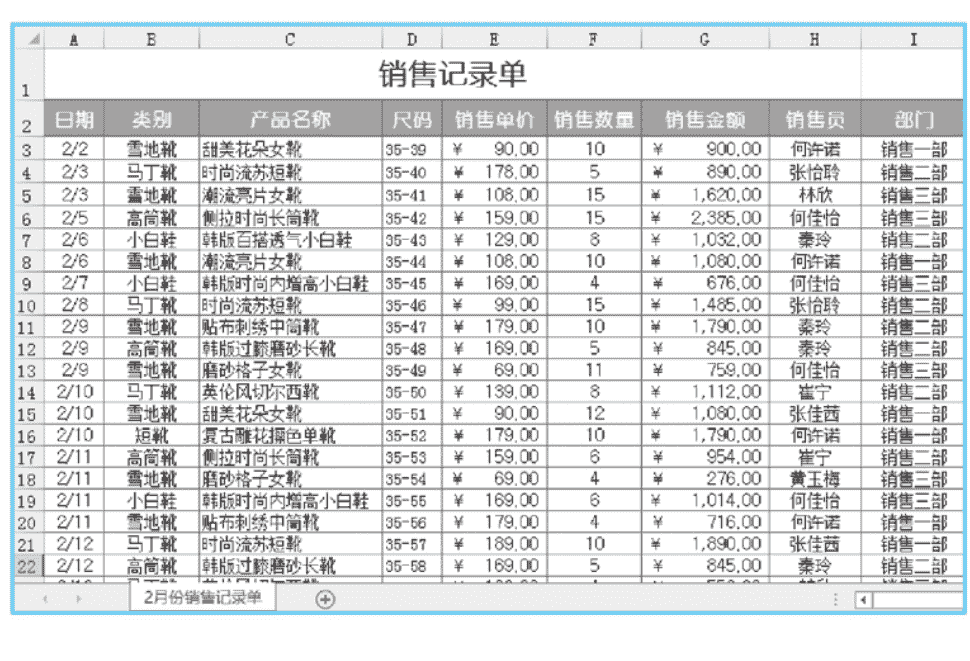 A B C D E F G H I
1 销售记录单
2 日期 类别 产品名称 尺码 销售单价 销售数量 销售金额 销售员 部门
3 2/2 雪地靴 甜美花朵女靴 35-39 ¥ 90.00 10 ¥ 900.00 何许诺 销售一部
4 2/3 马丁靴 时尚流苏短靴 35-40 ¥ 178.00 5 ¥ 890.00 张怡聆 销售二部
5 2/3 雪地靴 潮流亮片女靴 35-41 ¥ 108.00 15 ¥ 1,620.00 林欣 销售三部
6 2/5 高筒靴 侧拉时尚长筒靴 35-42 ¥ 159.00 15 ¥ 2,385.00 何佳怡 销售三部
7 2/6 小白鞋 韩版百搭透气小白鞋 35-43 ¥ 129.00 8 ¥ 1,032.00 秦玲 销售二部
8 2/6 雪地靴 潮流亮片女靴 35-44 ¥ 108.00 10 ¥ 1,080.00 何许诺 销售一部
9 2/7 小白鞋 韩版时尚内增高小白鞋 35-45 ¥ 169.00 4 ¥ 676.00 何佳怡 销售三部
10 2/8 马丁靴 时尚流苏短靴 35-46 ¥ 99.00 15 ¥ 1,485.00 张怡聆 销售二部
11 2/9 雪地靴 贴布刺绣中筒靴 35-47 ¥ 179.00 10 ¥ 1,790.00 秦玲 销售二部
12 2/9 高筒靴 韩版过膝磨砂长靴 35-48 ¥ 169.00 5 ¥ 845.00 秦玲 销售二部
13 2/9 雪地靴 磨砂格子女靴 35-49 ¥ 69.00 11 ¥ 759.00 何佳怡 销售三部
14 2/10 马丁靴 英伦风切尔西靴 35-50 ¥ 139.00 8 ¥ 1,112.00 崔宁 销售二部
15 2/10 雪地靴 甜美花朵女靴 35-51 ¥ 90.00 12 ¥ 1,080.00 张佳茜 销售一部
16 2/10 短靴 复古雕花擦色单靴 35-52 ¥ 179.00 10 ¥ 1,790.00 何许诺 销售一部
17 2/11 高筒靴 侧拉时尚长筒靴 35-53 ¥ 159.00 6 ¥ 954.00 崔宁 销售二部
18 2/11 雪地靴 磨砂格子女靴 35-54 ¥ 69.00 4 ¥ 276.00 黄玉梅 销售三部
19 2/11 小白鞋 韩版时尚内增高小白鞋 35-55 ¥ 169.00 6 ¥ 1,014.00 何佳怡 销售三部
20 2/11 雪地靴 贴布刺绣中筒靴 35-56 ¥ 179.00 4 ¥ 716.00 何许诺 销售一部
21 2/12 马丁靴 时尚流苏短靴 35-57 ¥ 189.00 10 ¥ 1,890.00 张佳茜 销售一部
22 2/12 高筒靴 韩版过膝磨砂长靴 35-58 ¥ 169.00 5 ¥ 845.00 秦玲 销售二部
2月份销售记录单